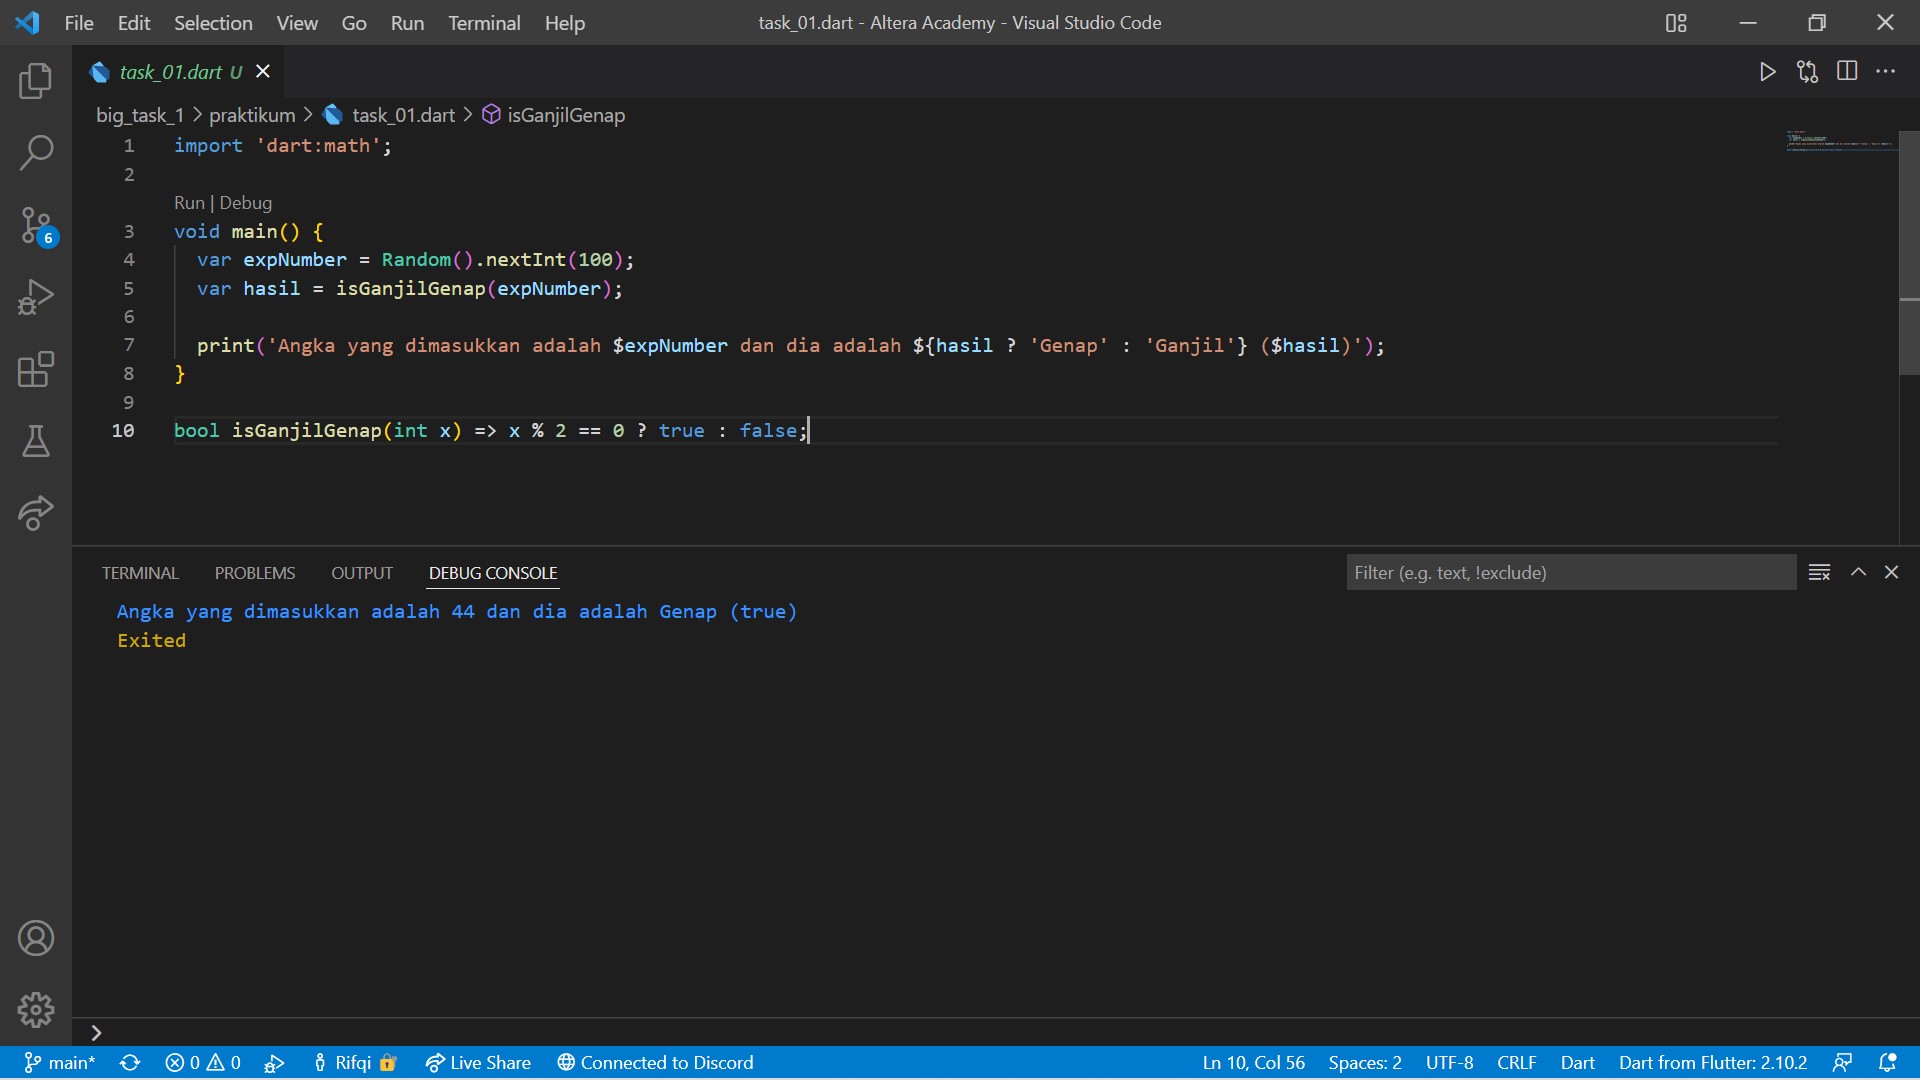 File Edit Selection View Go Run Terminal Help task_01.dart - Altera Academy - Visual Studio Code
task_01.dart U
big_task_1 > praktikum > task_01.dart > isGanjilGenap
1 import 'dart:math';
2
Run | Debug
3 void main() {
4 var expNumber = Random().nextInt(100);
5 var hasil = isGanjilGenap(expNumber);
6
7 print('Angka yang dimasukkan adalah $expNumber dan dia adalah ${hasil ? 'Genap' : 'Ganjil'} ($hasil)');
8 }
9
10 bool isGanjilGenap(int x) => x % 2 == 0 ? true : false;
6
TERMINAL PROBLEMS OUTPUT DEBUG CONSOLE Filter (e.g. text, !exclude)
Angka yang dimasukkan adalah 44 dan dia adalah Genap (true)
Exited
>
main* 0 0 Rifqi Live Share Connected to Discord Ln 10, Col 56 Spaces: 2 UTF-8 CRLF Dart Dart from Flutter: 2.10.2